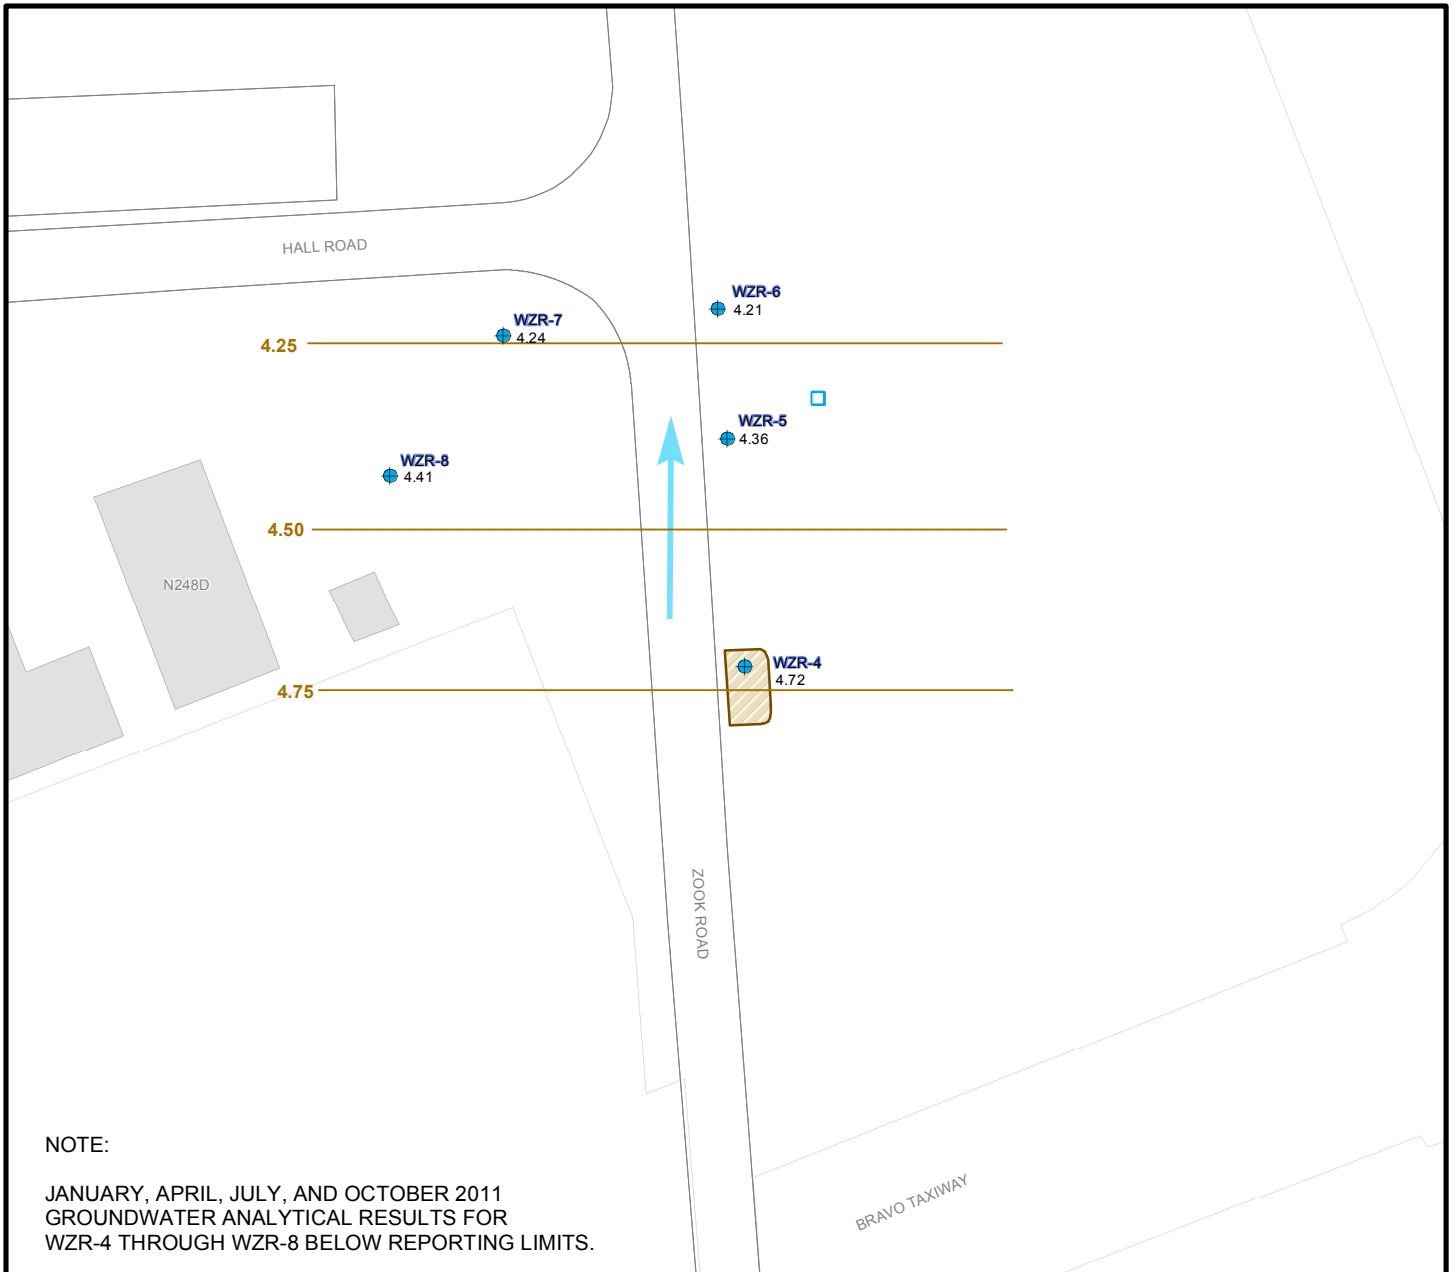 HALL ROAD
WZR-6
4.21
WZR-7
4.24
4.25
WZR-5
4.36
WZR-8
4.41
4.50
N248D
WZR-4
4.72
4.75
ZOOK ROAD
NOTE:
JANUARY, APRIL, JULY, AND OCTOBER 2011
GROUNDWATER ANALYTICAL RESULTS FOR
WZR-4 THROUGH WZR-8 BELOW REPORTING LIMITS.
BRAVO TAXIWAY